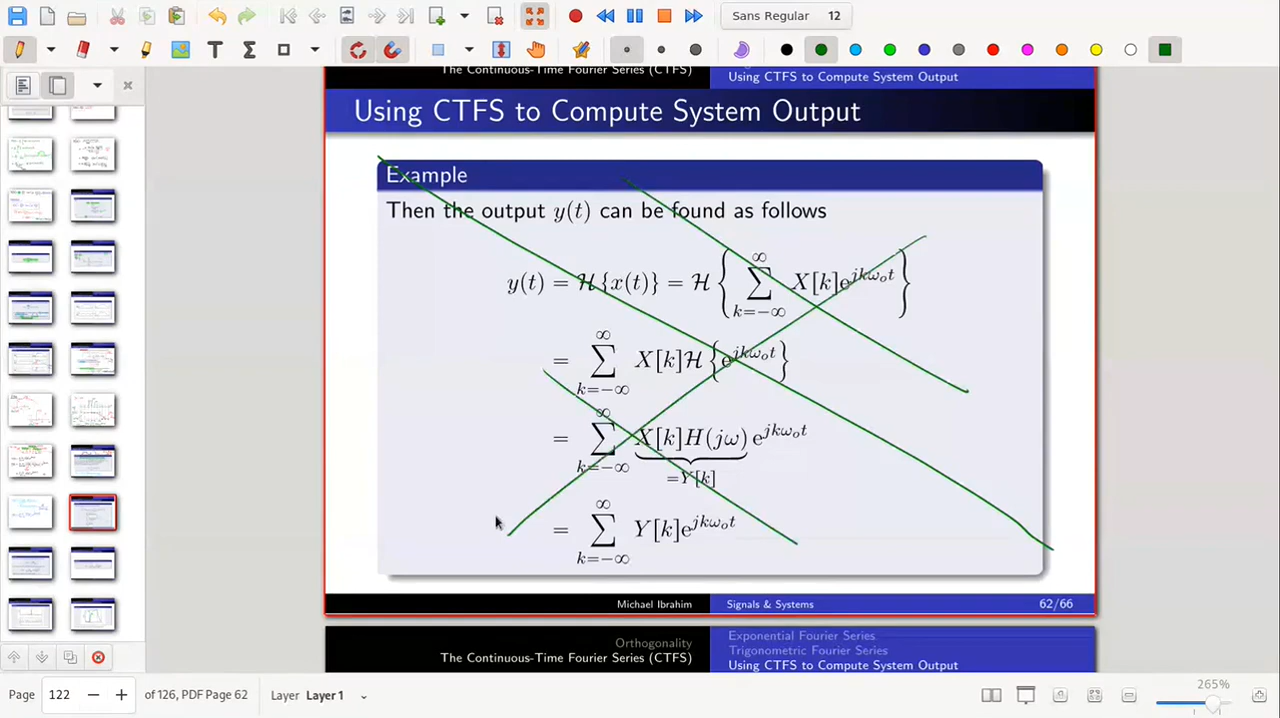 Sans Regular 12
The Continuous-Time Fourier Series (CTFS)
Using CTFS to Compute System Output
Using CTFS to Compute System Output
Example
Then the output y(t) can be found as follows
y(t) = ℋ{x(t)} = ℋ { ∑_{k=−∞}^{∞} X[k]e^{jkω₀t} }
= ∑_{k=−∞}^{∞} X[k]ℋ { e^{jkω₀t} }
= ∑_{k=−∞}^{∞} X[k]H(jω) e^{jkω₀t}
=Y[k]
= ∑_{k=−∞}^{∞} Y[k]e^{jkω₀t}
Michael Ibrahim Signals & Systems 62/66
Orthogonality
The Continuous-Time Fourier Series (CTFS)
Exponential Fourier Series
Trigonometric Fourier Series
Using CTFS to Compute System Output
Page 122 of 126, PDF Page 62 Layer Layer 1 265%